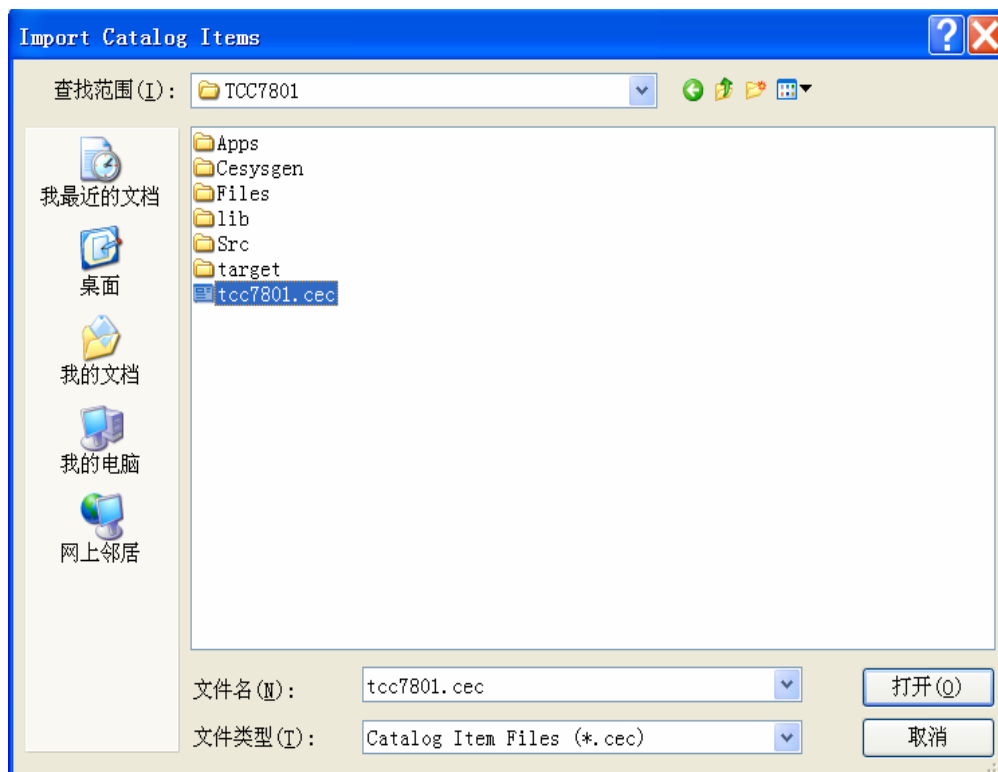 Import Catalog Items
查找范围(I):
TCC7801
我最近的文档
桌面
我的文档
我的电脑
网上邻居
Apps
Cesysgen
Files
lib
Src
target
tcc7801.cec
文件名(N):
tcc7801.cec
打开(O)
文件类型(T):
Catalog Item Files (*.cec)
取消